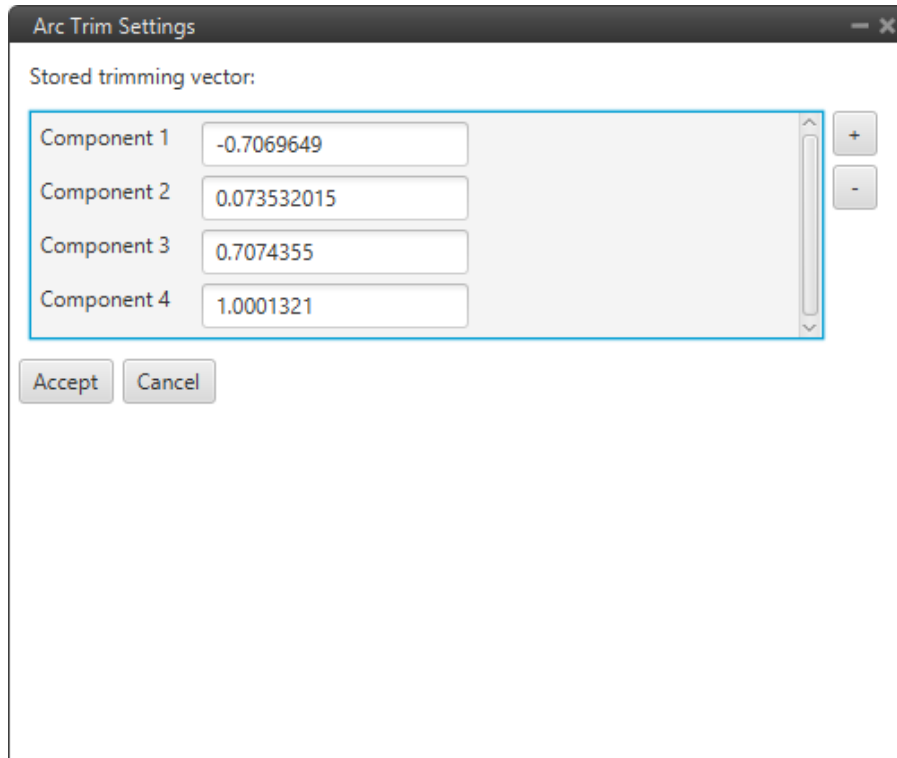 Arc Trim Settings
Stored trimming vector:
Component 1 -0.7069649
+
Component 2 0.073532015
-
Component 3 0.7074355
Component 4 1.0001321
Accept Cancel